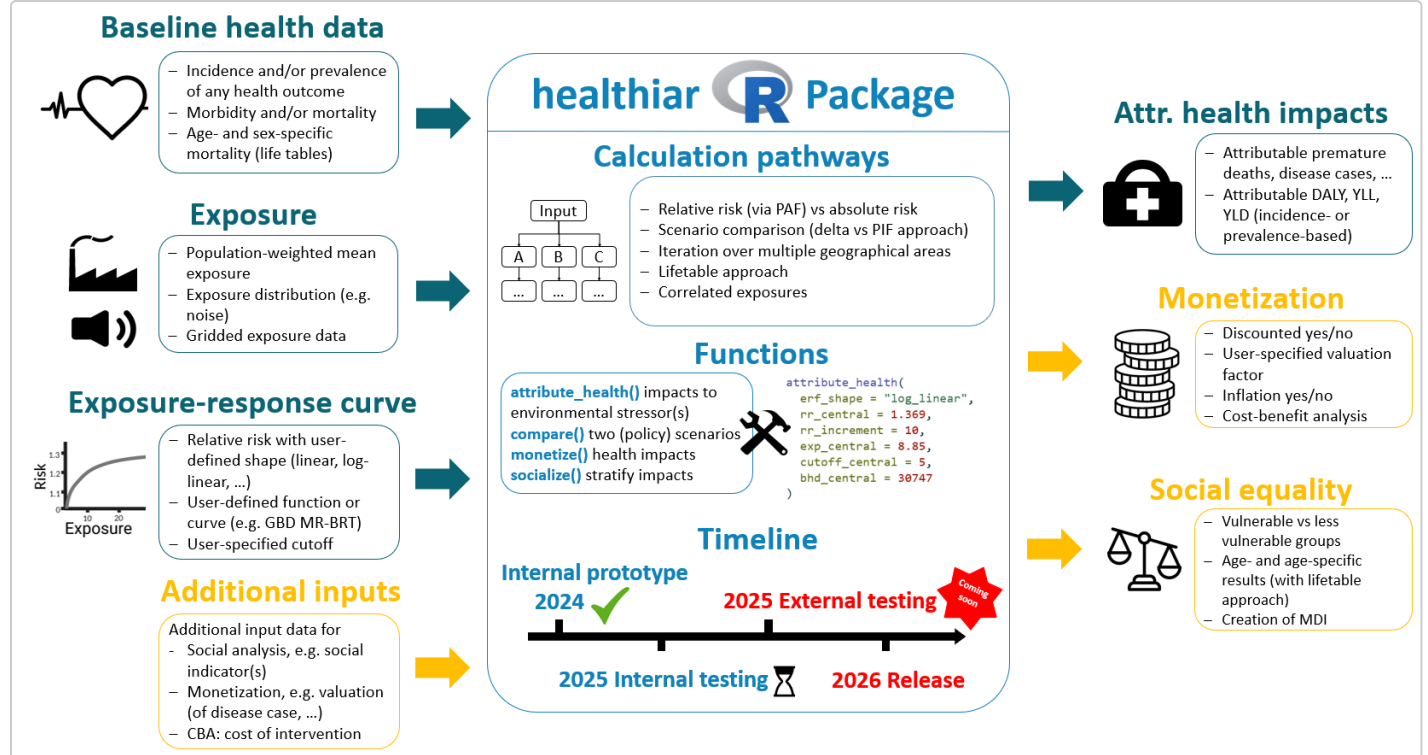 Baseline health data
– Incidence and/or prevalence
of any health outcome
– Morbidity and/or mortality
– Age- and sex-specific
mortality (life tables)
Exposure
– Population-weighted mean
exposure
– Exposure distribution (e.g.
noise)
– Gridded exposure data
Exposure-response curve
Risk
1.3
1.2
1.1
10
20
Exposure
– Relative risk with user-
defined shape (linear, log-
linear, ...)
– User-defined function or
curve (e.g. GBD MR-BRT)
– User-specified cutoff
Additional inputs
Additional input data for
- Social analysis, e.g. social
indicator(s)
– Monetization, e.g. valuation
(of disease case, ...)
– CBA: cost of intervention
healthiar R Package
Calculation pathways
Input
A B C
... ... ...
– Relative risk (via PAF) vs absolute risk
– Scenario comparison (delta vs PIF approach)
– Iteration over multiple geographical areas
– Lifetable approach
– Correlated exposures
Functions
attribute_health() impacts to
environmental stressor(s)
compare() two (policy) scenarios
monetize() health impacts
socialize() stratify impacts
attribute_health(
erf_shape = "log_linear",
rr_central = 1.369,
rr_increment = 10,
exp_central = 8.85,
cutoff_central = 5,
bhd_central = 30747
)
Timeline
Internal prototype
2024
2025 External testing
Coming
soon
2025 Internal testing
2026 Release
Attr. health impacts
– Attributable premature
deaths, disease cases, ...
– Attributable DALY, YLL,
YLD (incidence- or
prevalence-based)
Monetization
– Discounted yes/no
– User-specified valuation
factor
– Inflation yes/no
– Cost-benefit analysis
Social equality
– Vulnerable vs less
vulnerable groups
– Age- and age-specific
results (with lifetable
approach)
– Creation of MDI